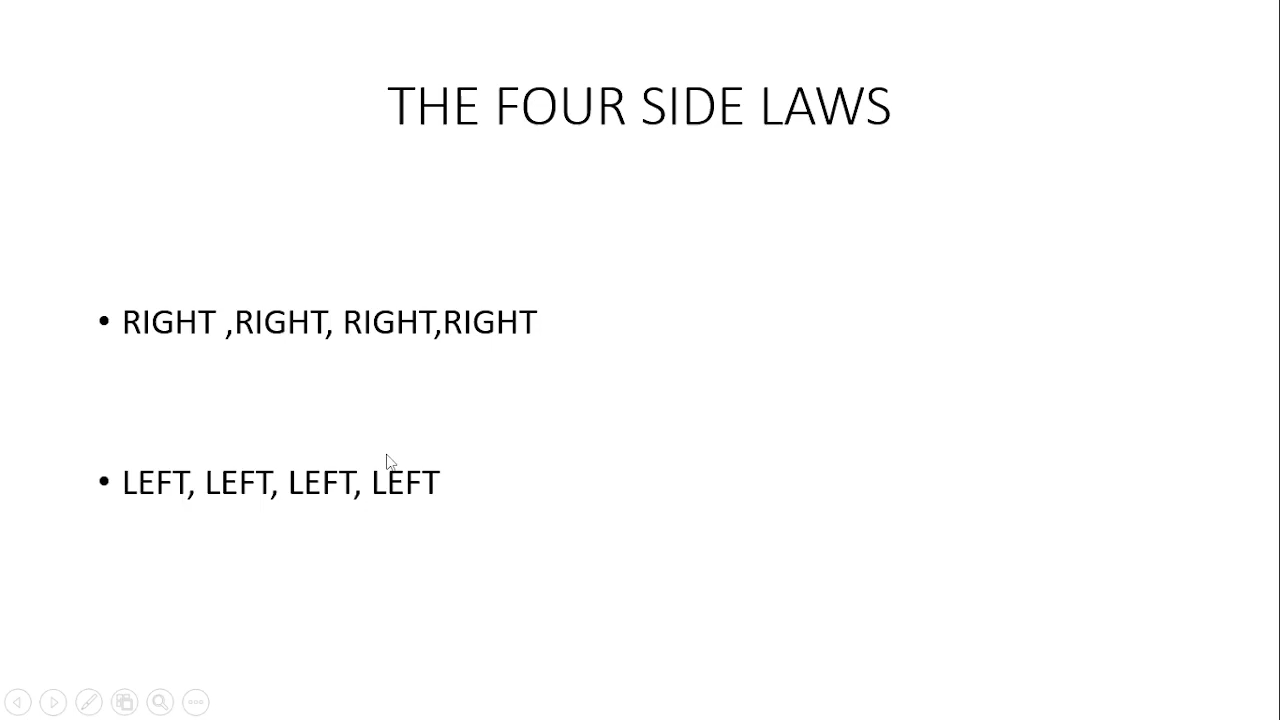 THE FOUR SIDE LAWS
• RIGHT ,RIGHT, RIGHT,RIGHT
• LEFT, LEFT, LEFT, LEFT